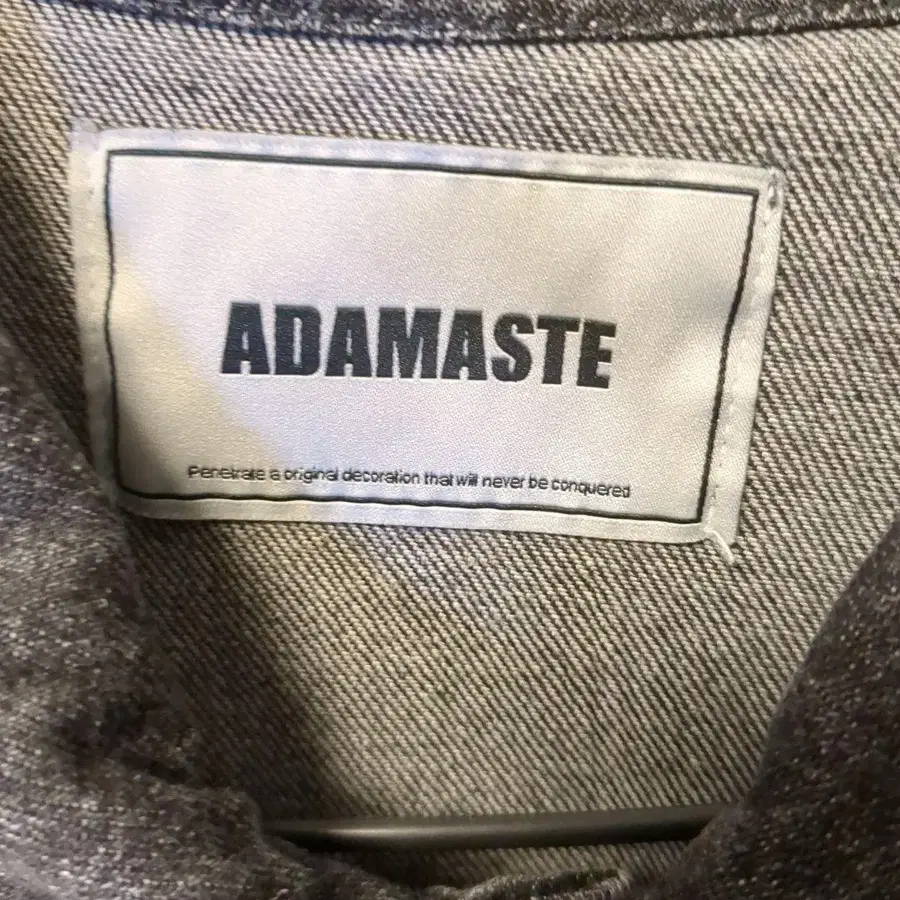 ADAMASTE
Penetrate a original decoration that will never be conquered